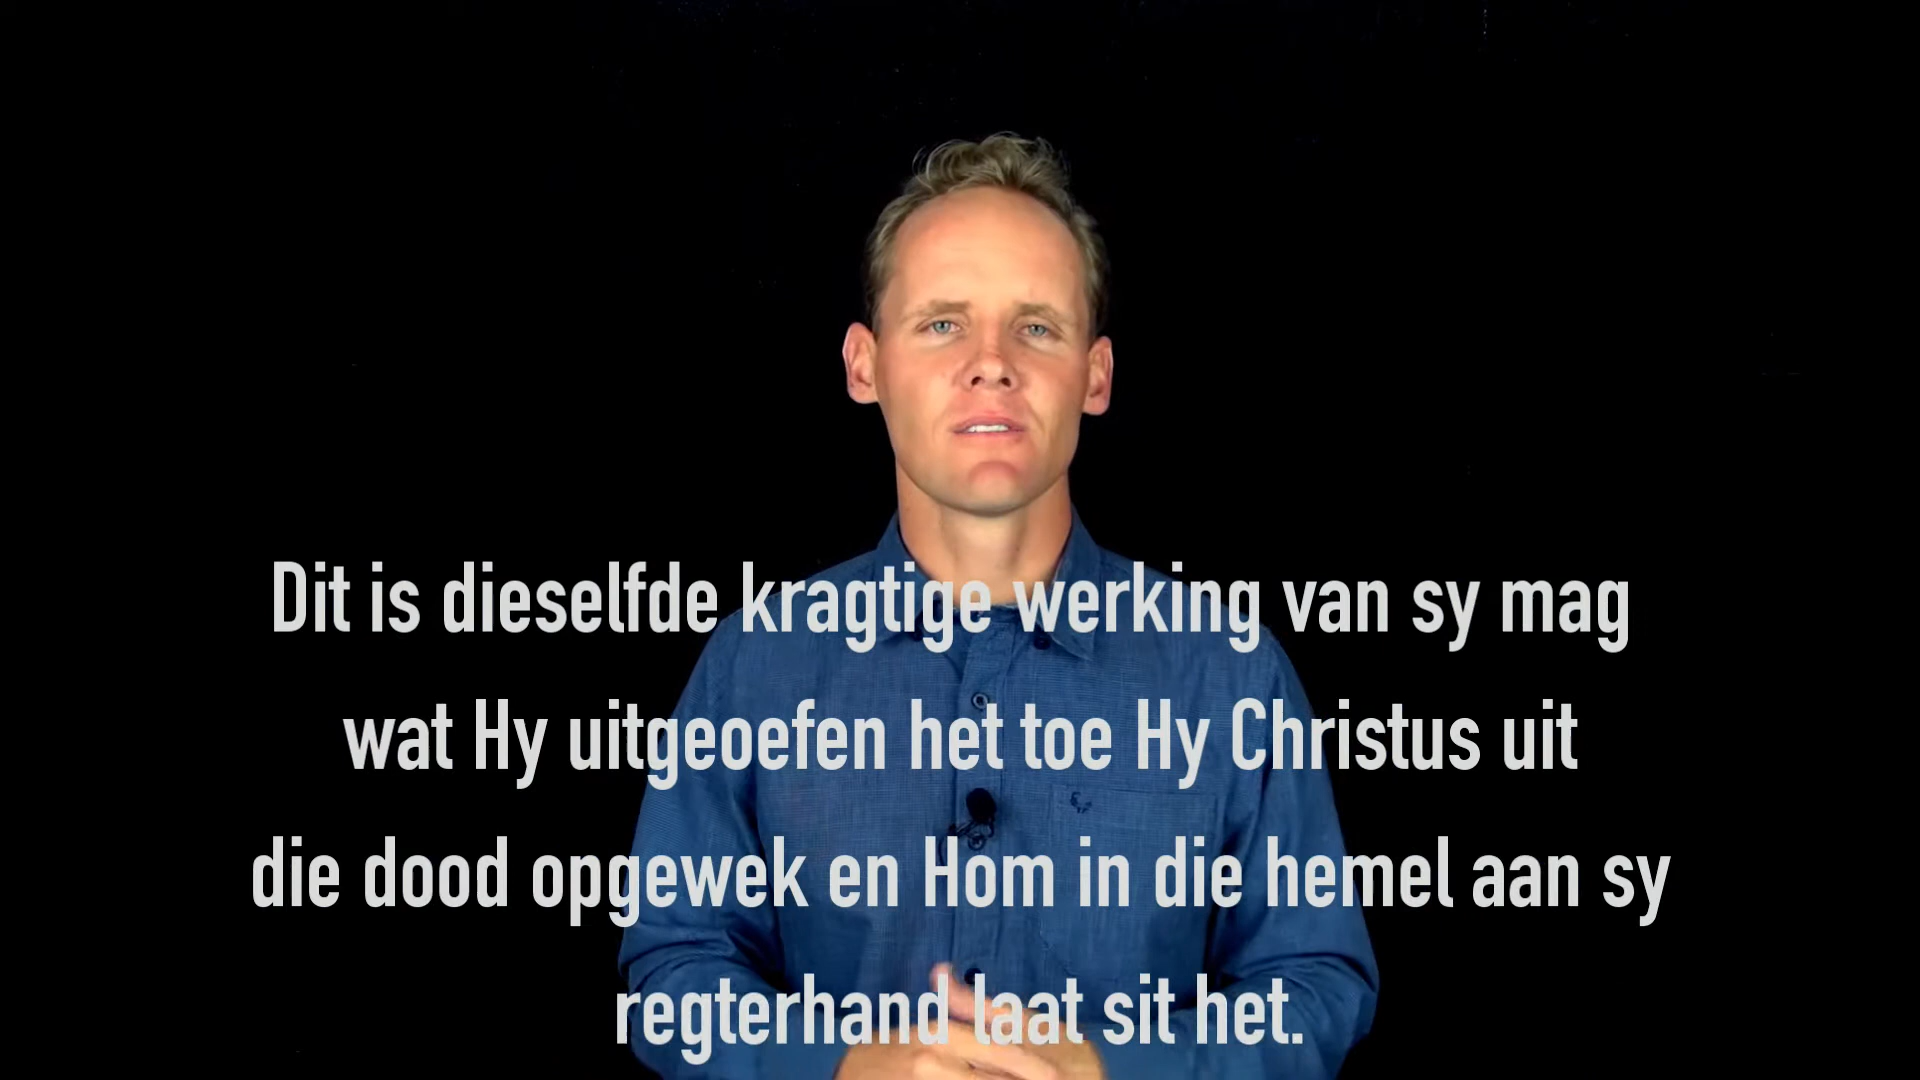 Dit is dieselfde kragtige werking van sy mag
wat Hy uitgeoefen het toe Hy Christus uit
die dood opgewek en Hom in die hemel aan sy
regterhand laat sit het.